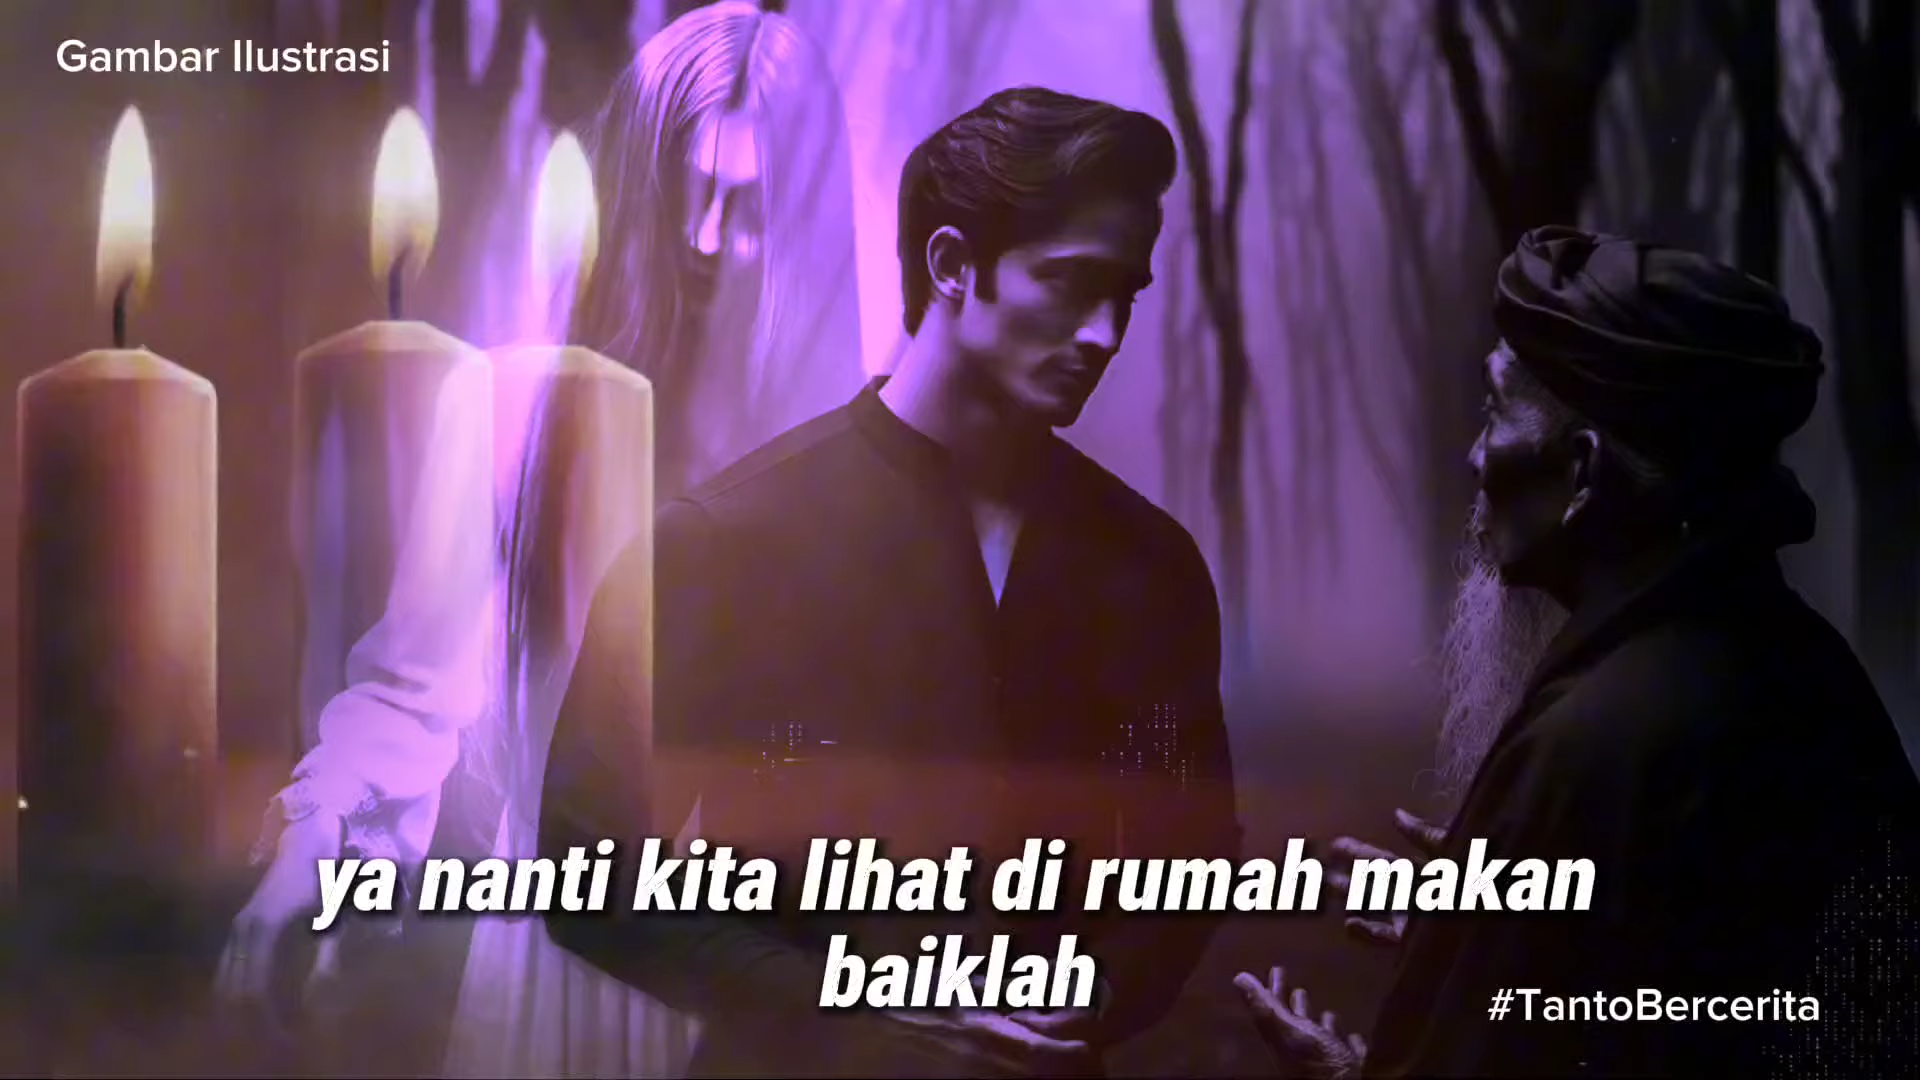 Gambar Ilustrasi
ya nanti kita lihat di rumah makan
baiklah
#TantoBercerita